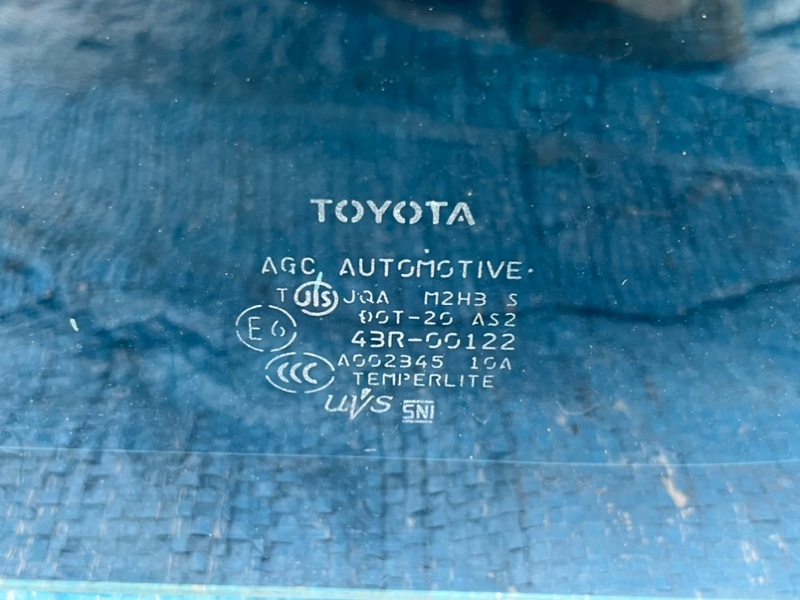 TOYOTA
AGC AUTOMOTIVE
T JIS JQA M2H3 S
DOT-20 AS2
E6 43R-00122
CCC A002345 10A
TEMPERLITE
UVS SNI